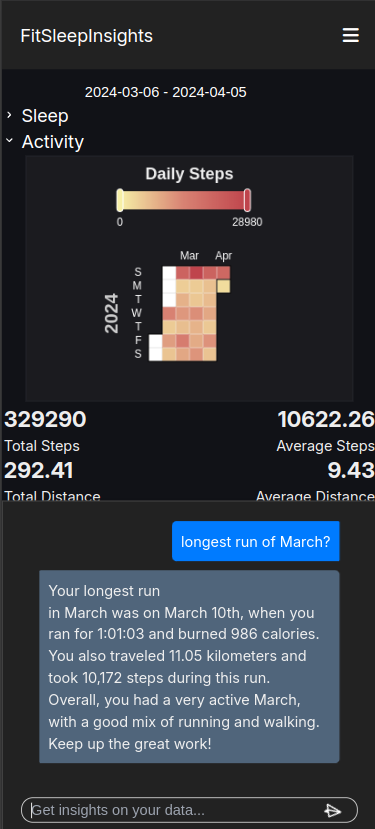 FitSleepInsights
2024-03-06 - 2024-04-05
Sleep
Activity
Daily Steps
0 28980
Mar Apr
2024
S
M
T
W
T
F
S
329290 10622.26
Total Steps Average Steps
292.41 9.43
Total Distance Average Distance
longest run of March?
Your longest run
in March was on March 10th, when you
ran for 1:01:03 and burned 986 calories.
You also traveled 11.05 kilometers and
took 10,172 steps during this run.
Overall, you had a very active March,
with a good mix of running and walking.
Keep up the great work!
Get insights on your data...